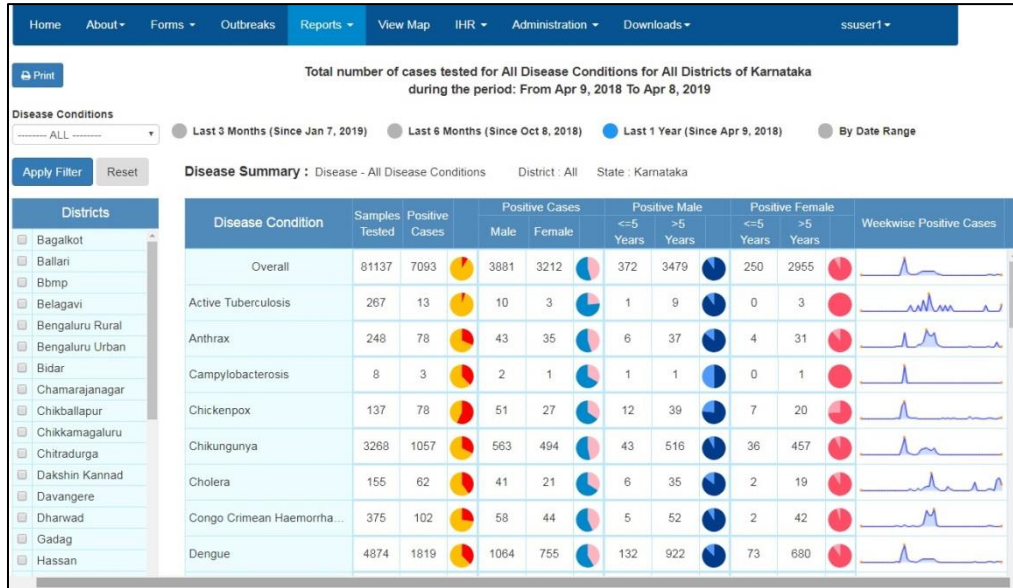 Home About Forms Outbreaks Reports View Map IHR Administration Downloads ssuser1
Print
Total number of cases tested for All Disease Conditions for All Districts of Karnataka
during the period: From Apr 9, 2018 To Apr 8, 2019
Disease Conditions
-------- ALL --------
Last 3 Months (Since Jan 7, 2019) Last 6 Months (Since Oct 8, 2018) Last 1 Year (Since Apr 9, 2018) By Date Range
Apply Filter Reset
Disease Summary : Disease - All Disease Conditions District : All State : Karnataka
Districts
Bagalkot
Ballari
Bbmp
Belagavi
Bengaluru Rural
Bengaluru Urban
Bidar
Chamarajanagar
Chikballapur
Chikkamagaluru
Chitradurga
Dakshin Kannad
Davangere
Dharwad
Gadag
Hassan
Disease Condition Samples Tested Positive Cases Positive Cases Positive Male Positive Female Weekwise Positive Cases
Male Female <=5 Years >5 Years <=5 Years >5 Years
Overall 81137 7093 3881 3212 372 3479 250 2955
Active Tuberculosis 267 13 10 3 1 9 0 3
Anthrax 248 78 43 35 6 37 4 31
Campylobacterosis 8 3 2 1 1 1 0 1
Chickenpox 137 78 51 27 12 39 7 20
Chikungunya 3268 1057 563 494 43 516 36 457
Cholera 155 62 41 21 6 35 2 19
Congo Crimean Haemorrha... 375 102 58 44 5 52 2 42
Dengue 4874 1819 1064 755 132 922 73 680